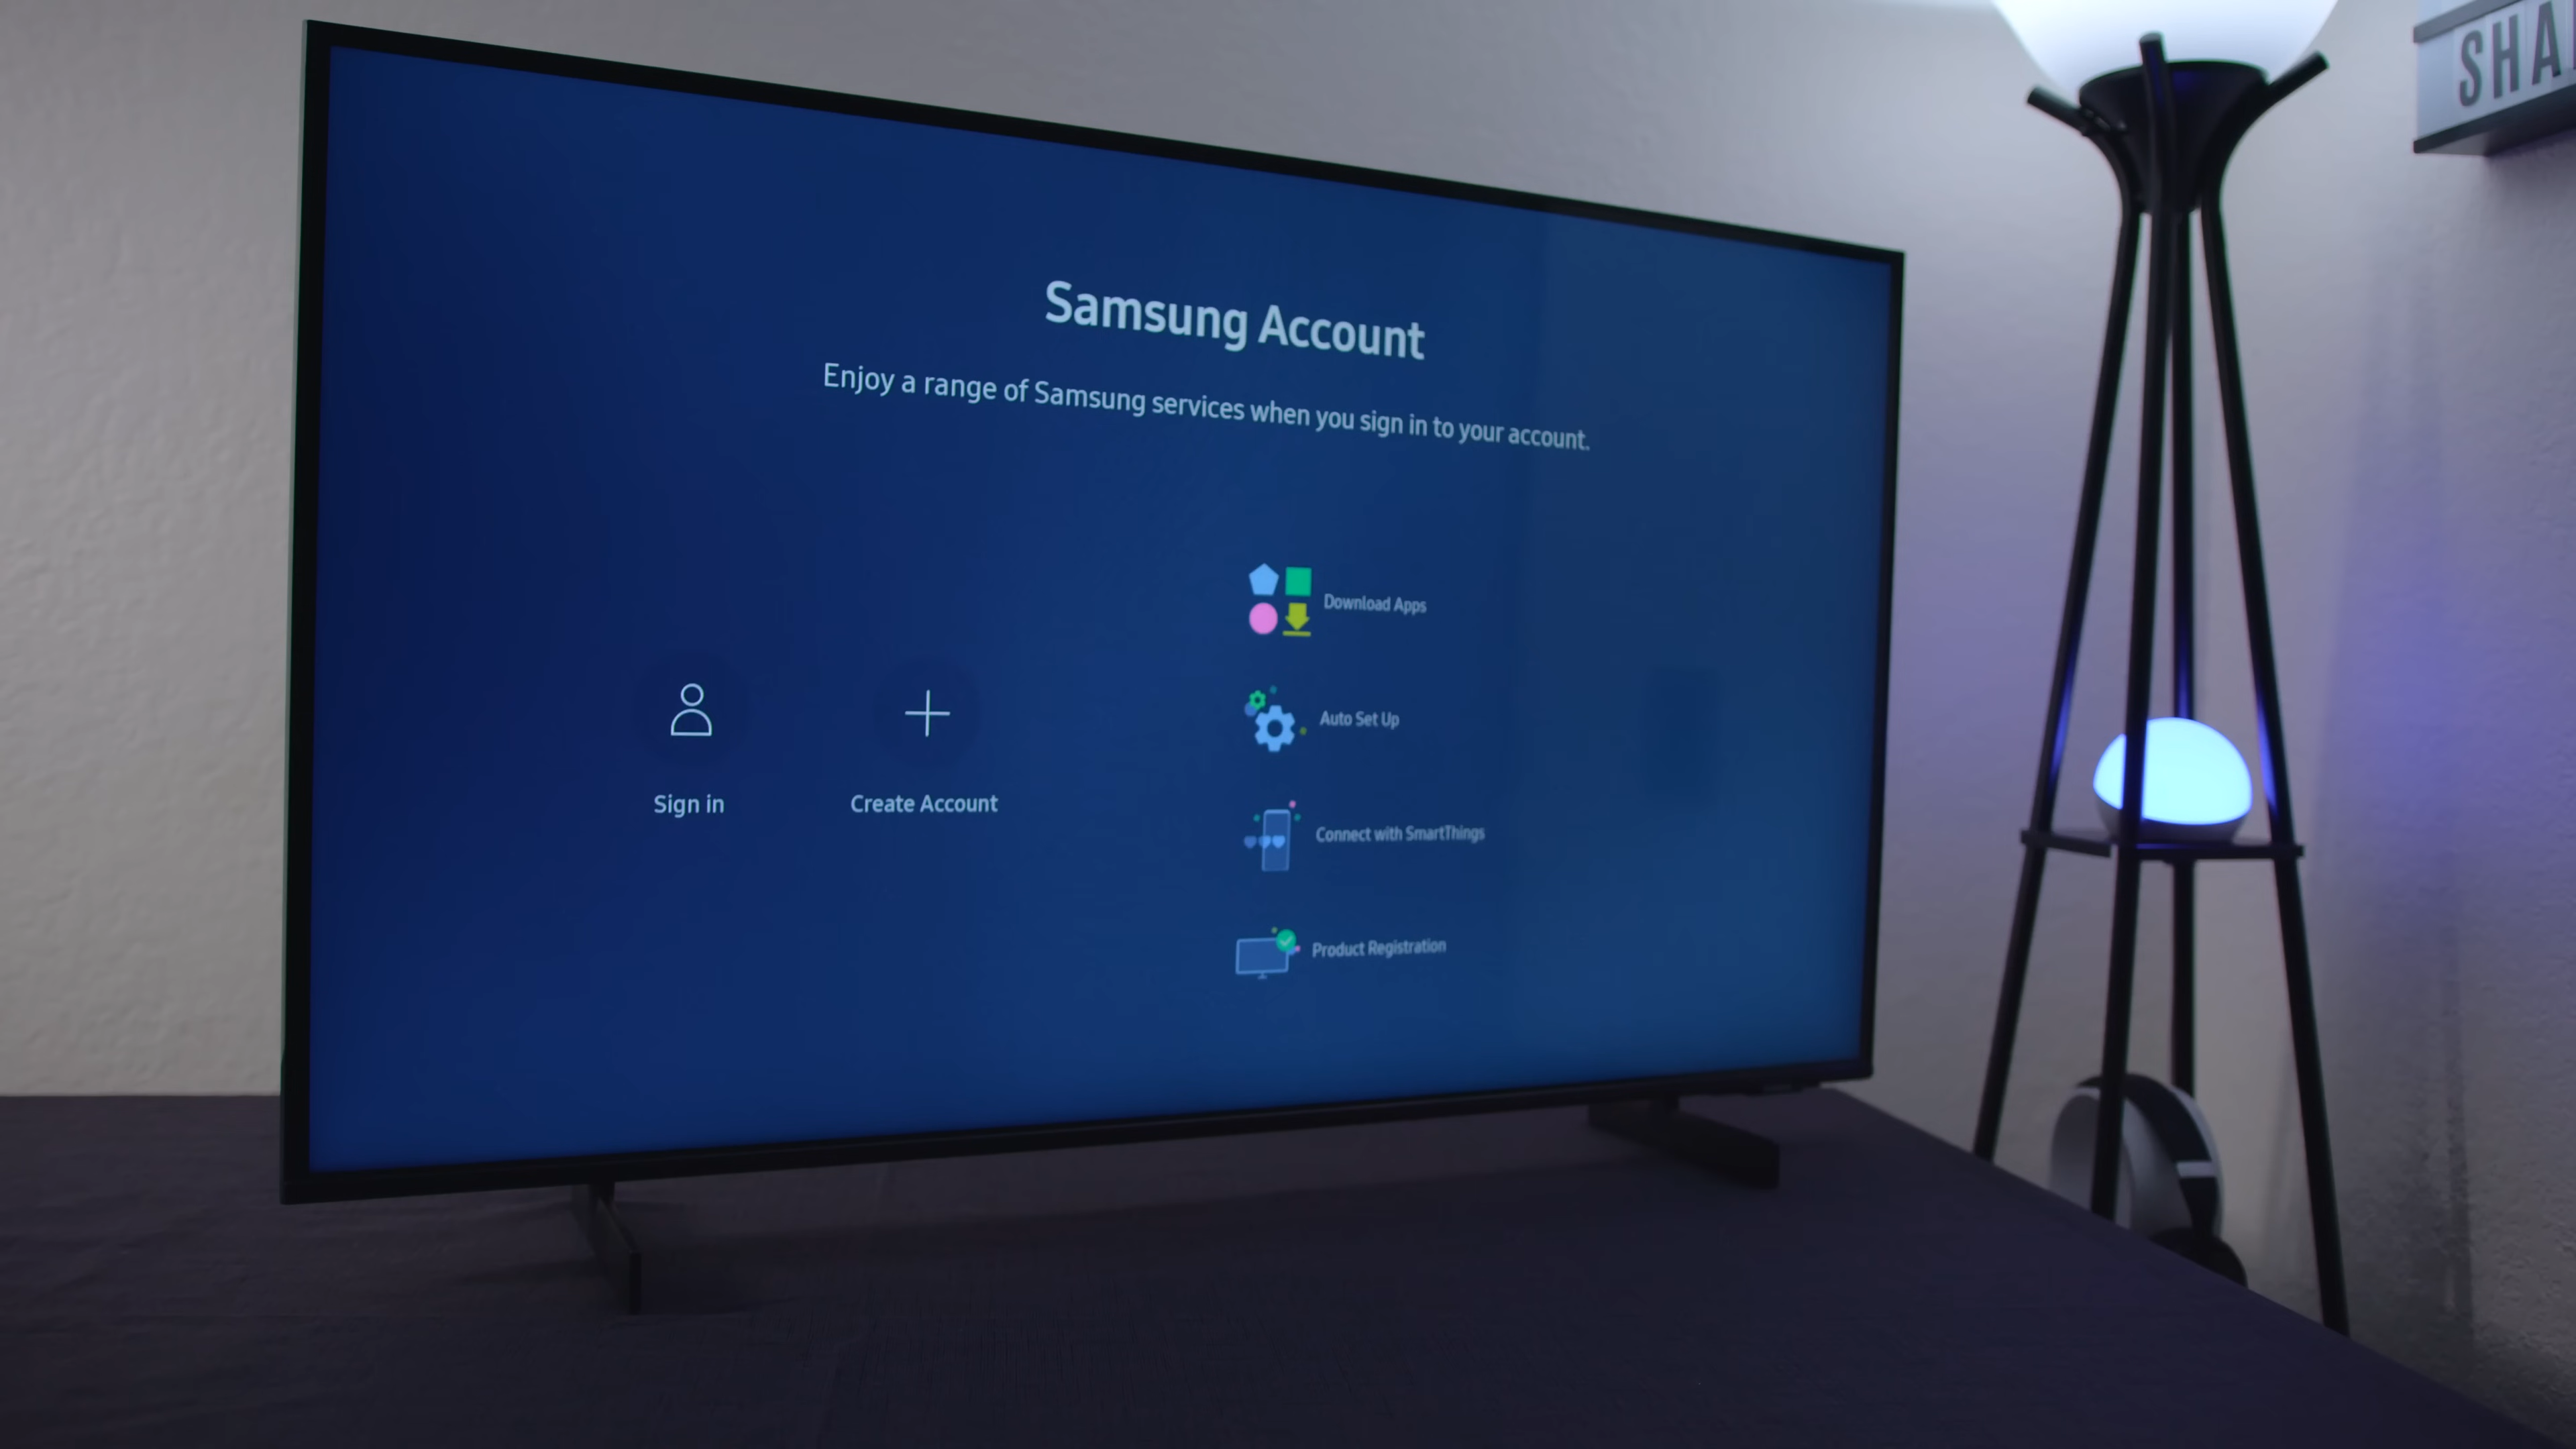 SHA
Samsung Account
Enjoy a range of Samsung services when you sign in to your account.
Sign in
Create Account
Download Apps
Auto Set Up
Connect with SmartThings
Product Registration